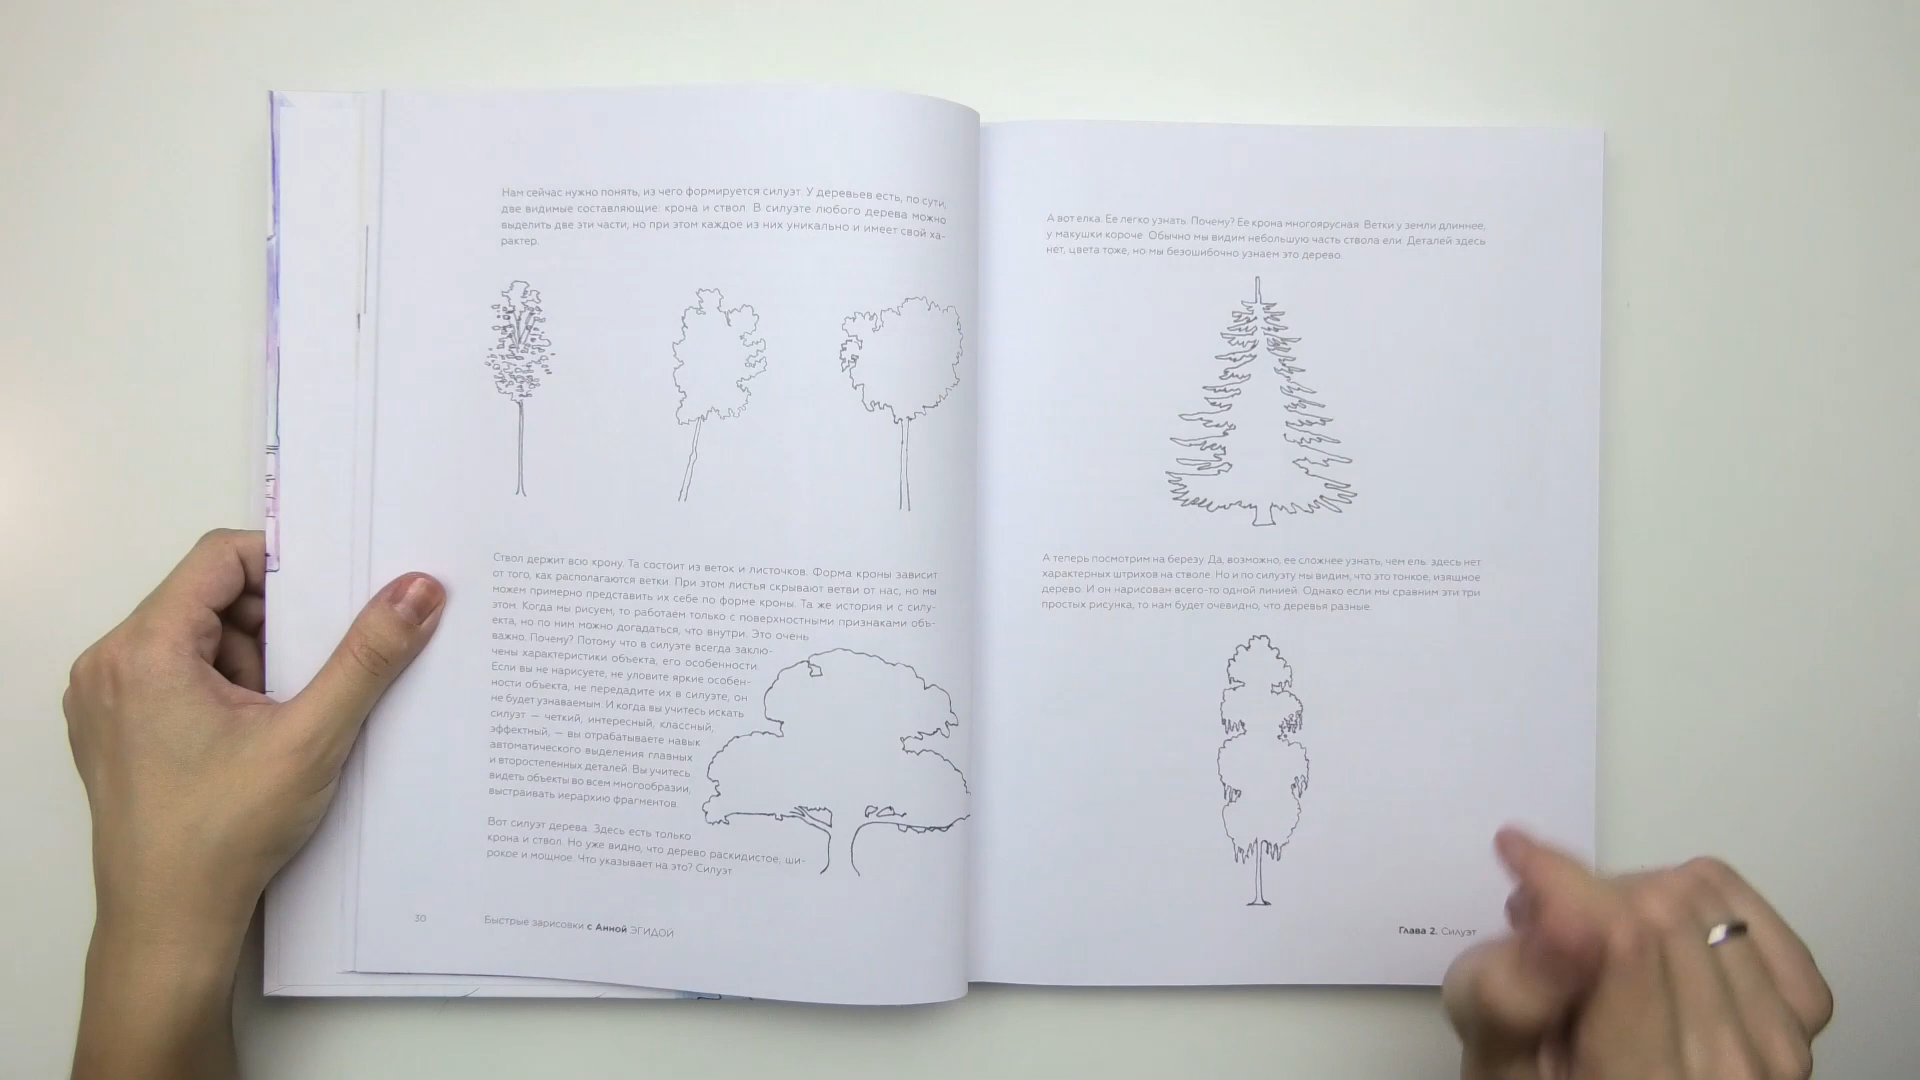 Нам сейчас нужно понять, из чего формируется силуэт. У деревьев есть, по сути,
две видимые составляющие: крона и ствол. В силуэте любого дерева можно
выделить две эти части, но при этом каждое из них уникально и имеет свой ха-
рактер.
Ствол держит всю крону. Та состоит из веток и листочков. Форма кроны зависит
от того, как располагаются ветки. При этом листья скрывают ветви от нас, но мы
можем примерно представить их себе по форме кроны. Та же история и с силу-
этом. Когда мы рисуем, то работаем только с поверхностными признаками объ-
екта, но по ним можно догадаться, что внутри. Это очень
важно. Почему? Потому что в силуэте всегда заклю-
чены характеристики объекта, его особенности.
Если вы не нарисуете, не уловите яркие особен-
ности объекта, не передадите их в силуэте, он
не будет узнаваемым. И когда вы учитесь искать
силуэт — четкий, интересный, классный,
эффектный, — вы отрабатываете навык
автоматического выделения главных
и второстепенных деталей. Вы учитесь
видеть объекты во всем многообразии,
выстраивать иерархию фрагментов.
Вот силуэт дерева. Здесь есть только
крона и ствол. Но уже видно, что дерево раскидистое, ши-
рокое и мощное. Что указывает на это? Силуэт.
30
Быстрые зарисовки с Анной ЭГИДОЙ
А вот елка. Ее легко узнать. Почему? Ее крона многоярусная. Ветки у земли длиннее,
у макушки короче. Обычно мы видим небольшую часть ствола ели. Деталей здесь
нет, цвета тоже, но мы безошибочно узнаем это дерево.
А теперь посмотрим на березу. Да, возможно, ее сложнее узнать, чем ель: здесь нет
характерных штрихов на стволе. Но и по силуэту мы видим, что это тонкое, изящное
дерево. И он нарисован всего-то одной линией. Однако если мы сравним эти три
простых рисунка, то нам будет очевидно, что деревья разные.
Глава 2. Силуэт